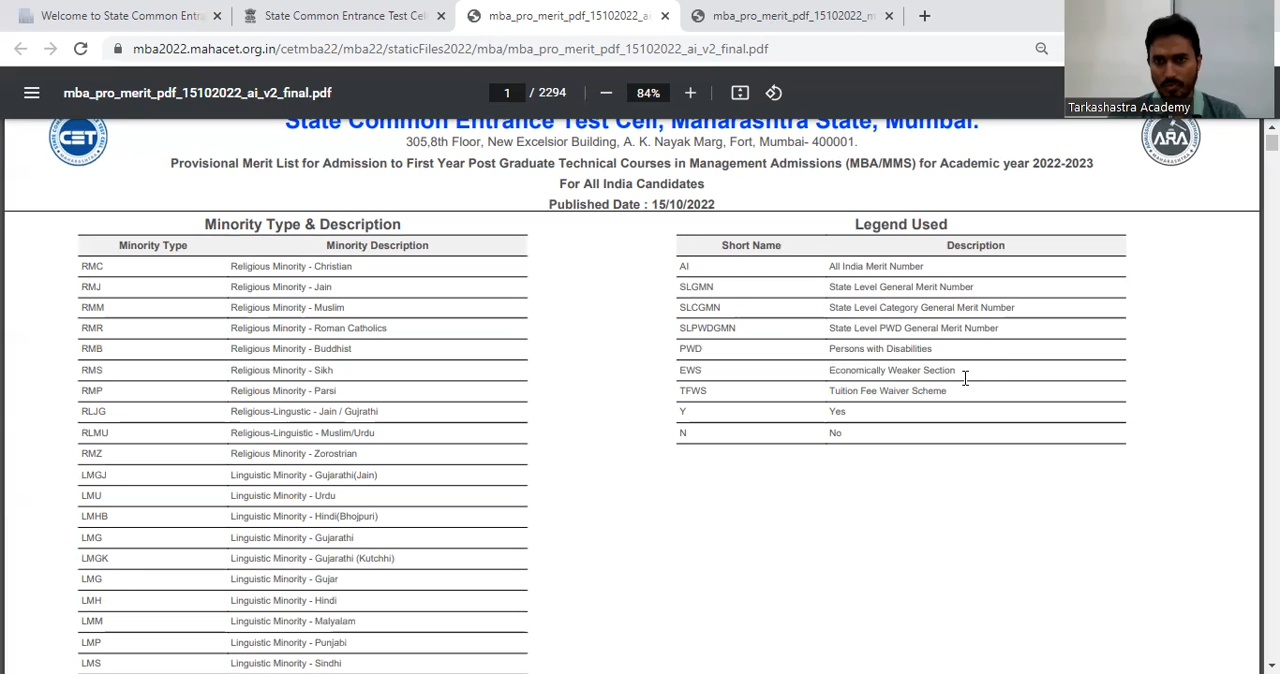 Welcome to State Common Entra
State Common Entrance Test Cel
mba_pro_merit_pdf_15102022_ai
mba_pro_merit_pdf_15102022_m
mba2022.mahacet.org.in/cetmba22/mba22/staticFiles2022/mba/mba_pro_merit_pdf_15102022_ai_v2_final.pdf
mba_pro_merit_pdf_15102022_ai_v2_final.pdf
1 / 2294
84%
Tarkashastra Academy
State Common Entrance Test Cell, Maharashtra State, Mumbai.
305,8th Floor, New Excelsior Building, A. K. Nayak Marg, Fort, Mumbai- 400001.
Provisional Merit List for Admission to First Year Post Graduate Technical Courses in Management Admissions (MBA/MMS) for Academic year 2022-2023
For All India Candidates
Published Date : 15/10/2022
CET
ARA
Minority Type & Description
Minority Type Minority Description
RMC Religious Minority - Christian
RMJ Religious Minority - Jain
RMM Religious Minority - Muslim
RMR Religious Minority - Roman Catholics
RMB Religious Minority - Buddhist
RMS Religious Minority - Sikh
RMP Religious Minority - Parsi
RLJG Religious-Lingustic - Jain / Gujrathi
RLMU Religious-Linguistic - Muslim/Urdu
RMZ Religious Minority - Zorostrian
LMGJ Linguistic Minority - Gujarathi(Jain)
LMU Linguistic Minority - Urdu
LMHB Linguistic Minority - Hindi(Bhojpuri)
LMG Linguistic Minority - Gujarathi
LMGK Linguistic Minority - Gujarathi (Kutchhi)
LMG Linguistic Minority - Gujar
LMH Linguistic Minority - Hindi
LMM Linguistic Minority - Malyalam
LMP Linguistic Minority - Punjabi
LMS Linguistic Minority - Sindhi
Legend Used
Short Name Description
AI All India Merit Number
SLGMN State Level General Merit Number
SLCGMN State Level Category General Merit Number
SLPWDGMN State Level PWD General Merit Number
PWD Persons with Disabilities
EWS Economically Weaker Section
TFWS Tuition Fee Waiver Scheme
Y Yes
N No